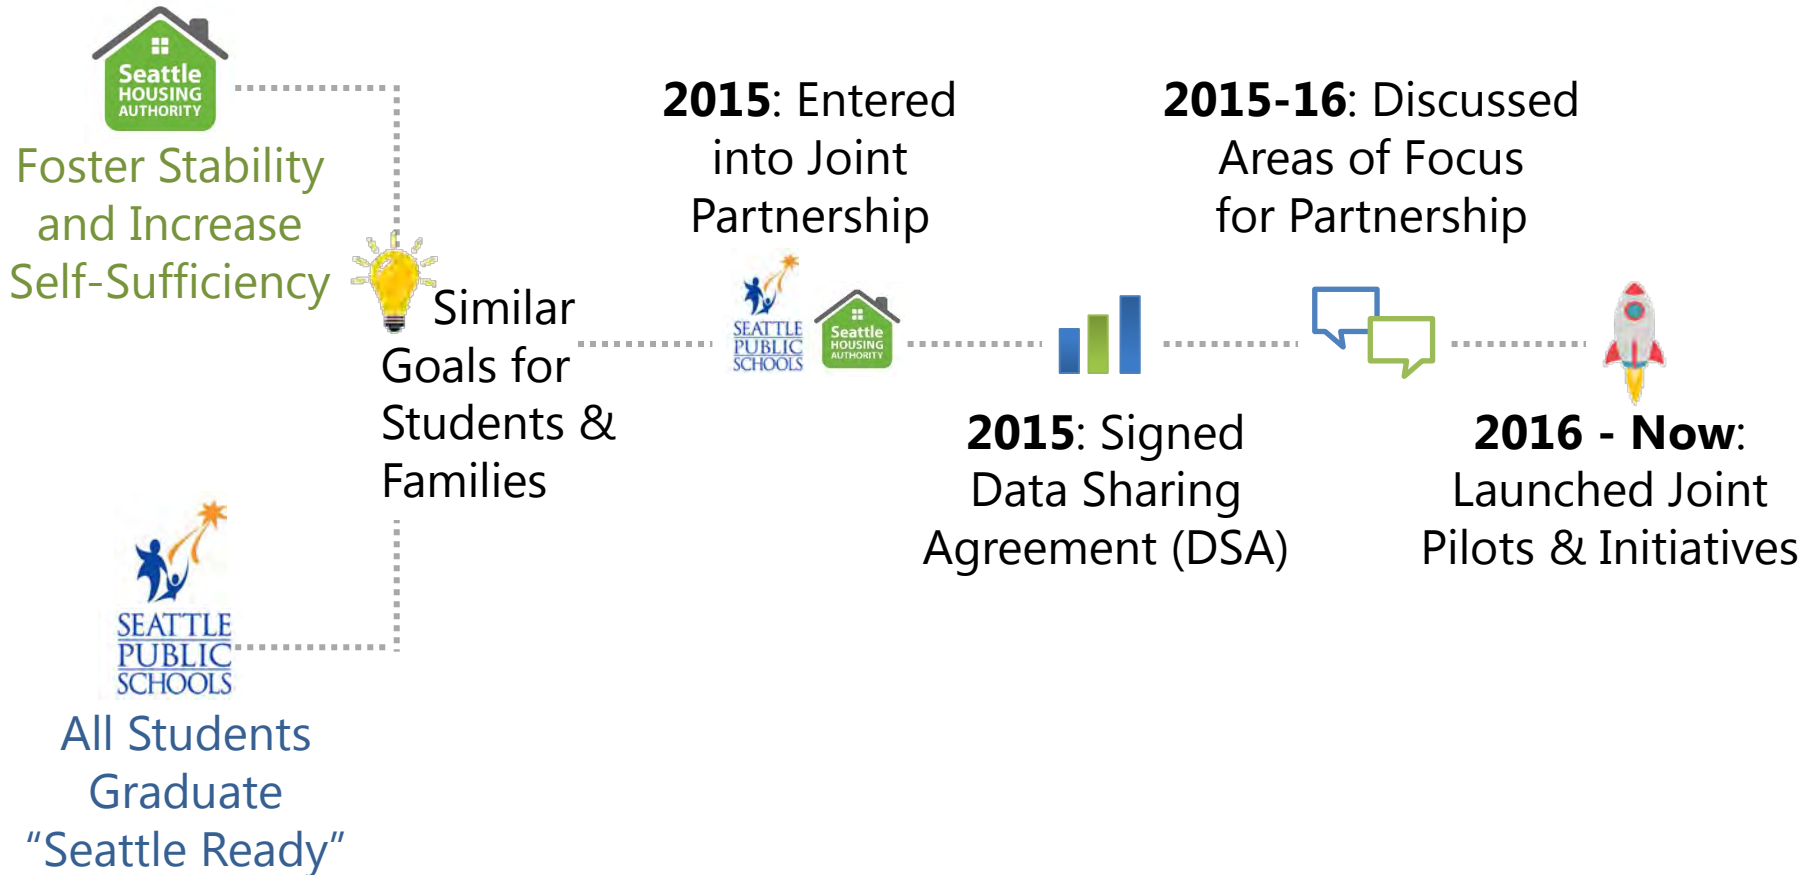 Seattle
HOUSING
AUTHORITY
Foster Stability
and Increase
Self-Sufficiency
SEATTLE
PUBLIC
SCHOOLS
All Students
Graduate
“Seattle Ready”
Similar
Goals for
Students &
Families
2015: Entered
into Joint
Partnership
SEATTLE
PUBLIC
SCHOOLS
Seattle
HOUSING
AUTHORITY
2015: Signed
Data Sharing
Agreement (DSA)
2015-16: Discussed
Areas of Focus
for Partnership
2016 - Now:
Launched Joint
Pilots & Initiatives